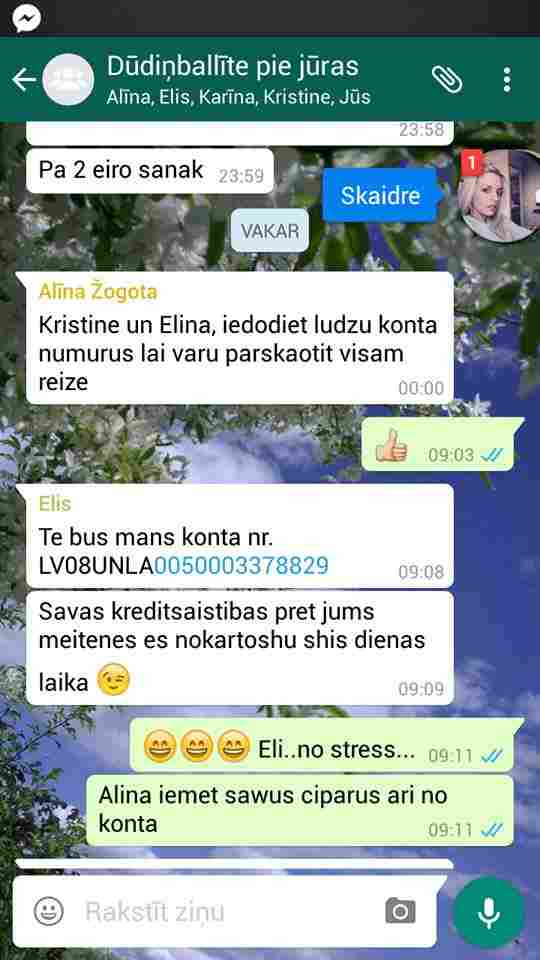 Dūdiņballīte pie jūras
Alīna, Elis, Karīna, Kristine, Jūs
23:58
Pa 2 eiro sanak 23:59
1
Skaidre
VAKAR
Alīna Žogota
Kristine un Elina, iedodiet ludzu konta
numurus lai varu parskaotit visam
reize
00:00
09:03
Elis
Te bus mans konta nr.
LV08UNLA0050003378829
09:08
Savas kreditsaistibas pret jums
meitenes es nokartoshu shis dienas
laika
09:09
Eli..no stress... 09:11
Alina iemet sawus ciparus ari no
konta
09:11
Rakstīt ziņu